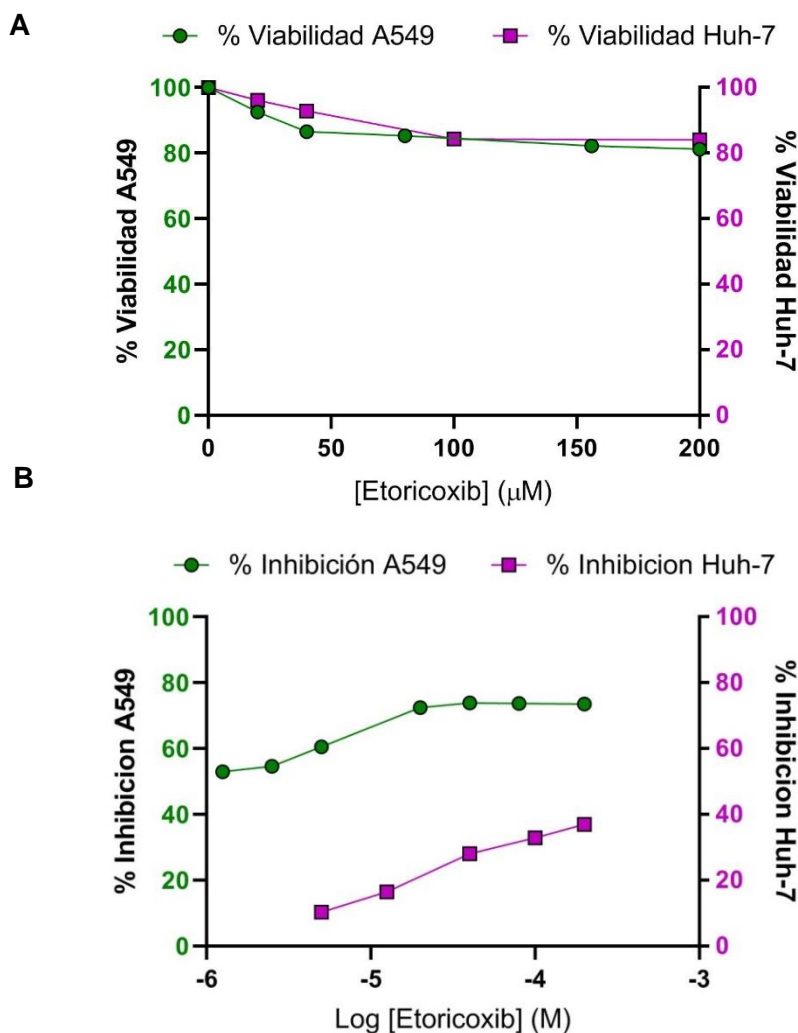 A
% Viabilidad A549 % Viabilidad Huh-7
100 100
80 80
60 60
40 40
20 20
0 0
% Viabilidad A549
% Viabilidad Huh-7
0 50 100 150 200
[Etoricoxib] (μM)
B
% Inhibición A549 % Inhibicion Huh-7
100 100
80 80
60 60
40 40
20 20
0 0
% Inhibicion A549
% Inhibicion Huh-7
-6 -5 -4 -3
Log [Etoricoxib] (M)